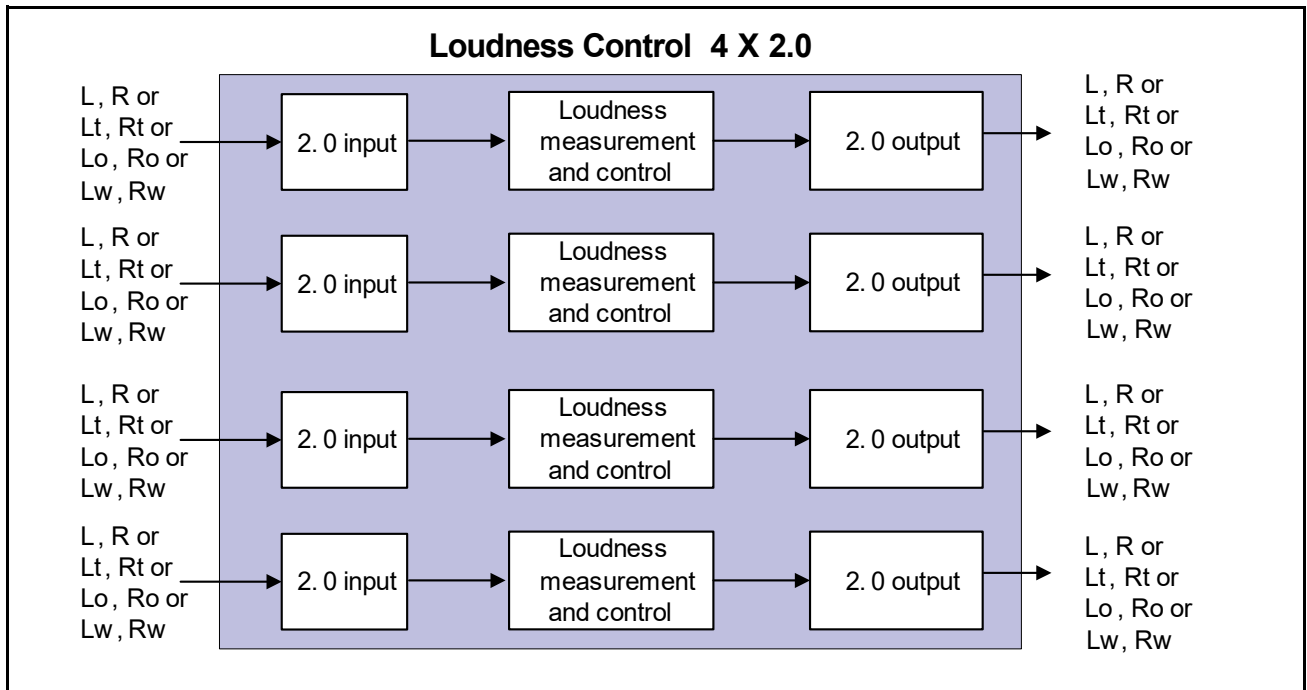 Loudness Control 4 X 2.0
L, R or
Lt, Rt or
Lo, Ro or
Lw, Rw
2.0 input
Loudness
measurement
and control
2.0 output
L, R or
Lt, Rt or
Lo, Ro or
Lw, Rw
L, R or
Lt, Rt or
Lo, Ro or
Lw, Rw
2.0 input
Loudness
measurement
and control
2.0 output
L, R or
Lt, Rt or
Lo, Ro or
Lw, Rw
L, R or
Lt, Rt or
Lo, Ro or
Lw, Rw
2.0 input
Loudness
measurement
and control
2.0 output
L, R or
Lt, Rt or
Lo, Ro or
Lw, Rw
L, R or
Lt, Rt or
Lo, Ro or
Lw, Rw
2.0 input
Loudness
measurement
and control
2.0 output
L, R or
Lt, Rt or
Lo, Ro or
Lw, Rw